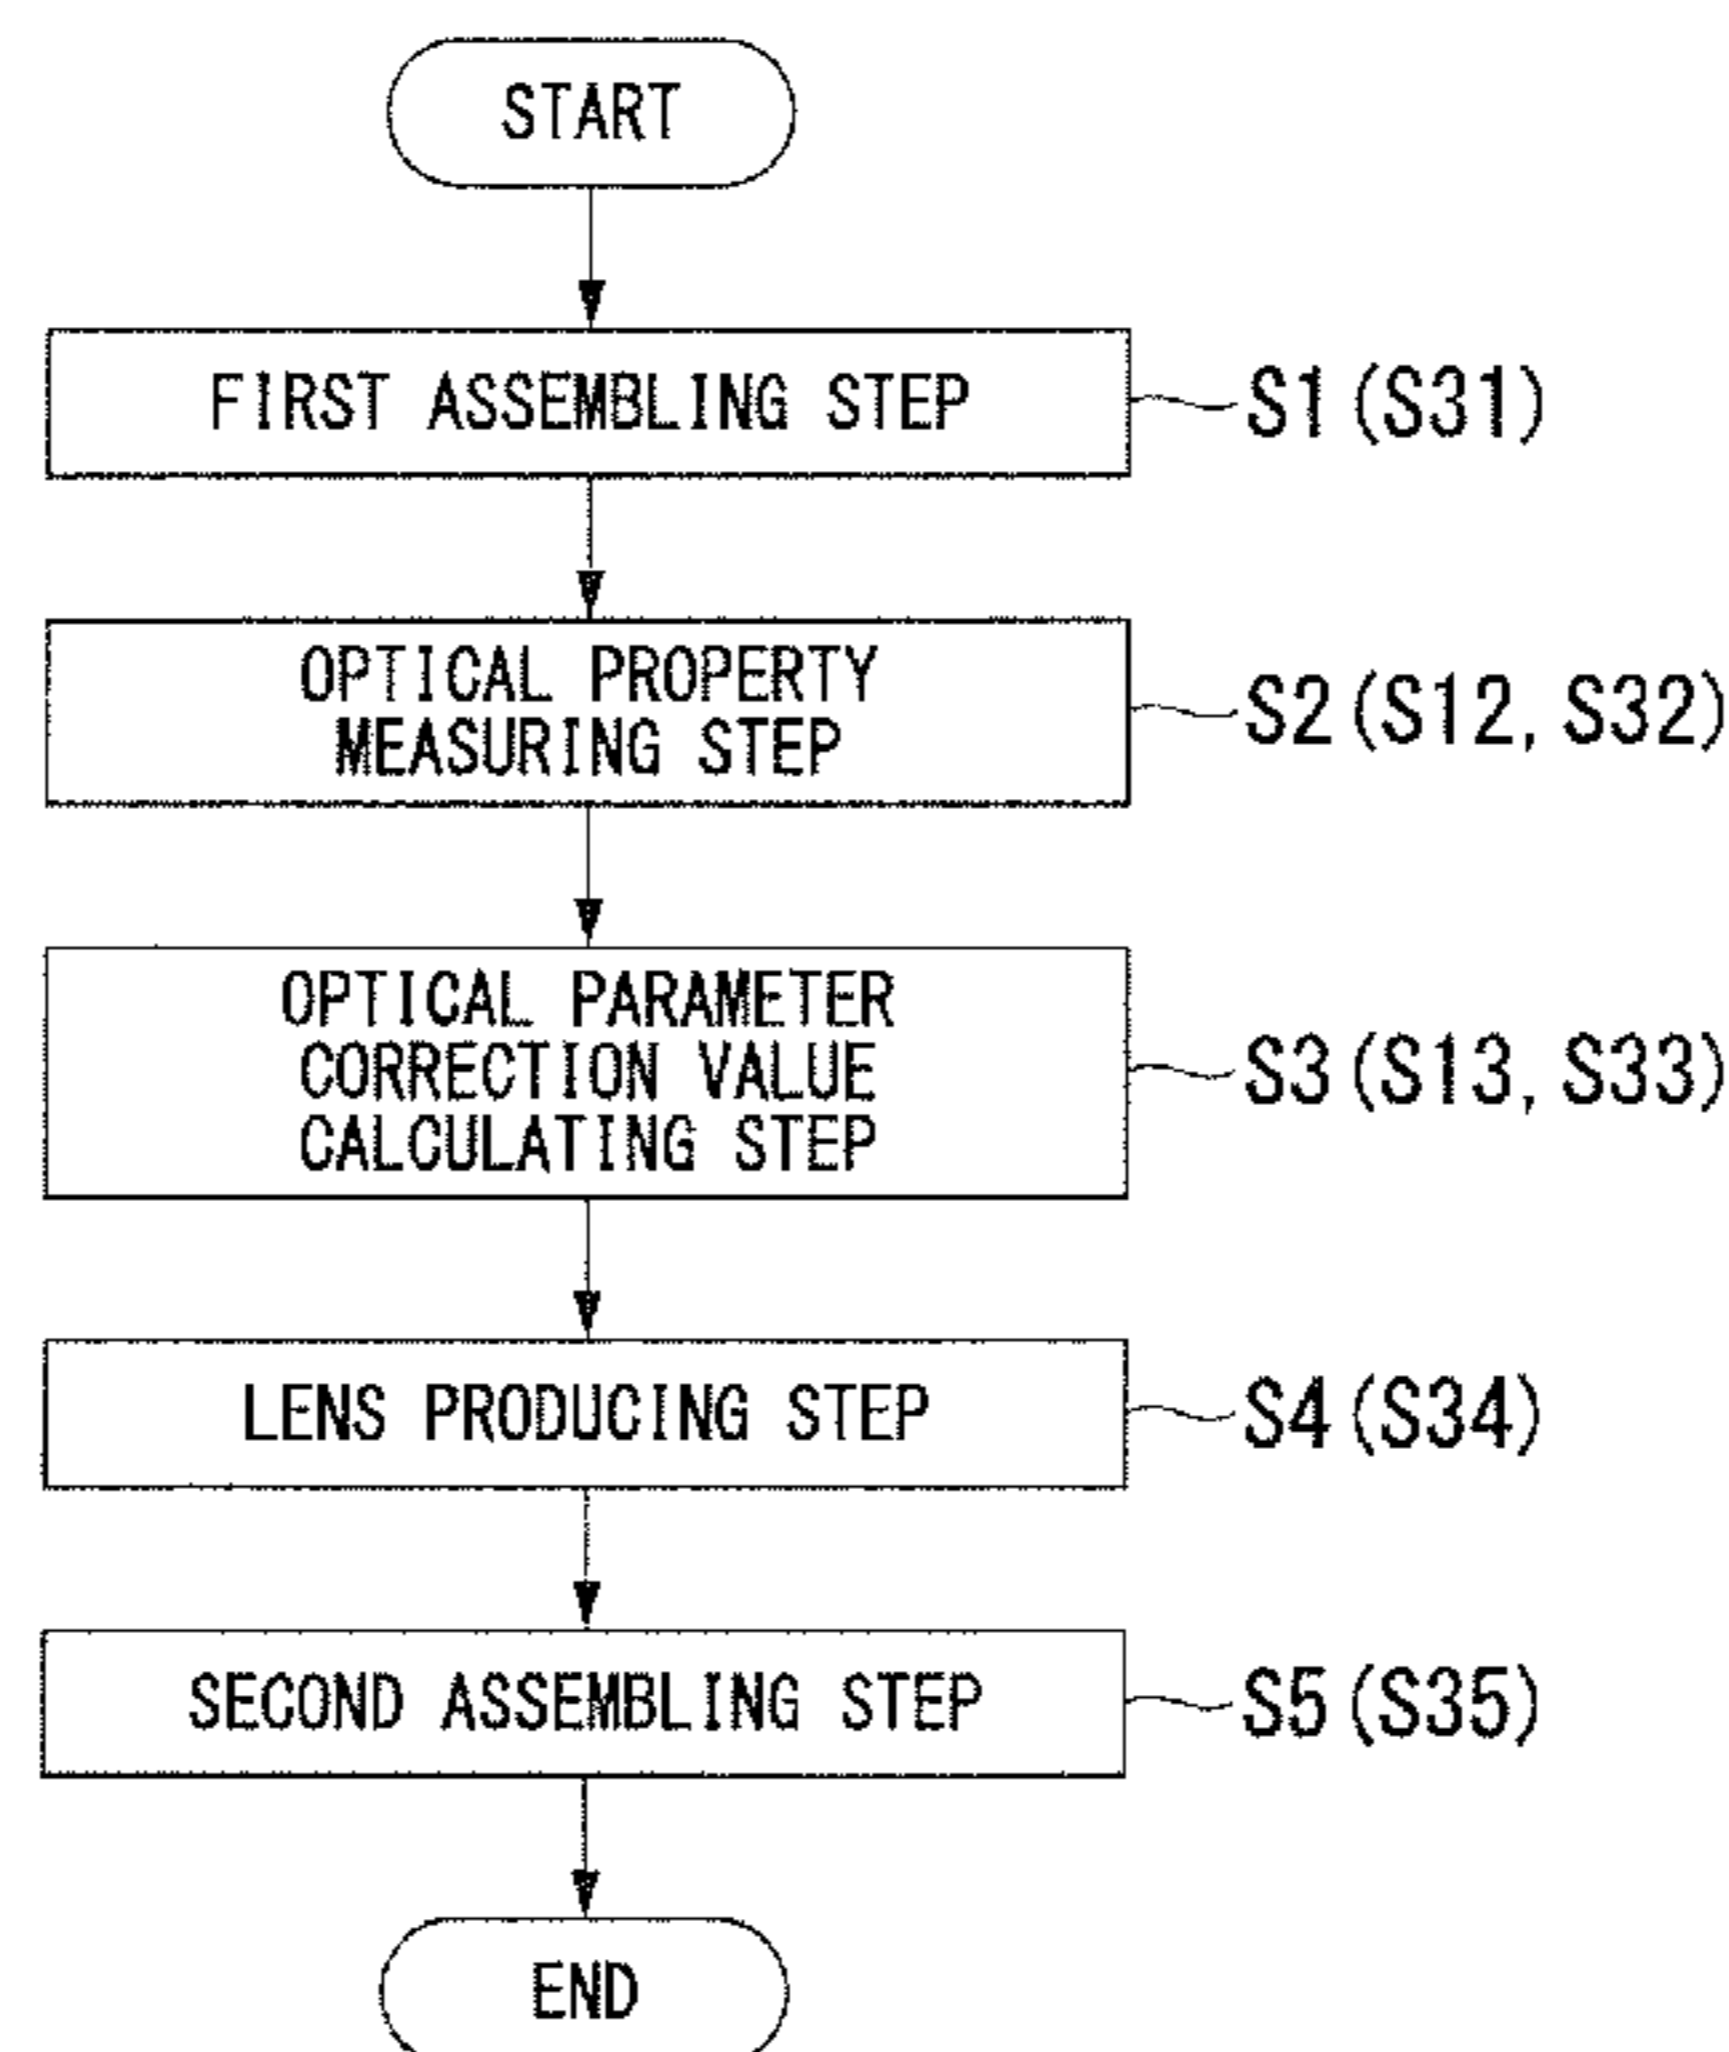 START
FIRST ASSEMBLING STEP
S1(S31)
OPTICAL PROPERTY
MEASURING STEP
S2(S12, S32)
OPTICAL PARAMETER
CORRECTION VALUE
CALCULATING STEP
S3(S13, S33)
LENS PRODUCING STEP
S4(S34)
SECOND ASSEMBLING STEP
S5(S35)
END